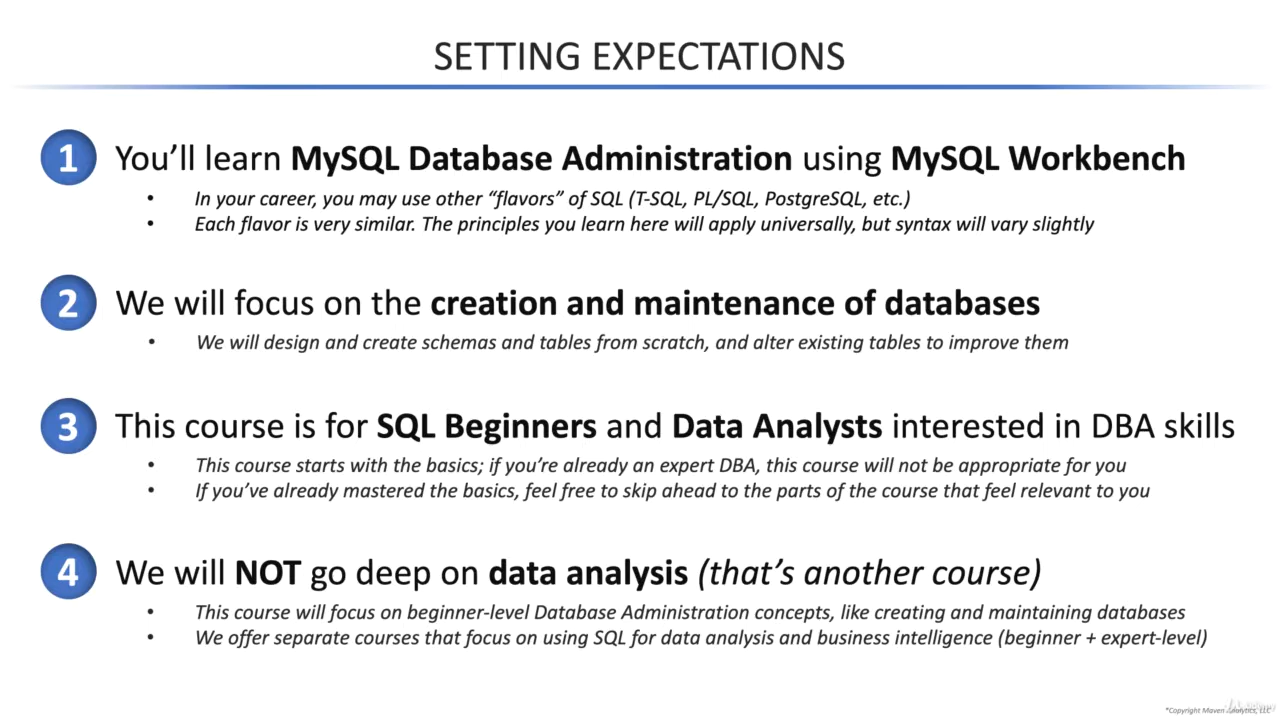 SETTING EXPECTATIONS
1 You’ll learn MySQL Database Administration using MySQL Workbench
• In your career, you may use other “flavors” of SQL (T-SQL, PL/SQL, PostgreSQL, etc.)
• Each flavor is very similar. The principles you learn here will apply universally, but syntax will vary slightly
2 We will focus on the creation and maintenance of databases
• We will design and create schemas and tables from scratch, and alter existing tables to improve them
3 This course is for SQL Beginners and Data Analysts interested in DBA skills
• This course starts with the basics; if you’re already an expert DBA, this course will not be appropriate for you
• If you’ve already mastered the basics, feel free to skip ahead to the parts of the course that feel relevant to you
4 We will NOT go deep on data analysis (that’s another course)
• This course will focus on beginner-level Database Administration concepts, like creating and maintaining databases
• We offer separate courses that focus on using SQL for data analysis and business intelligence (beginner + expert-level)
*Copyright Maven Analytics, LLC